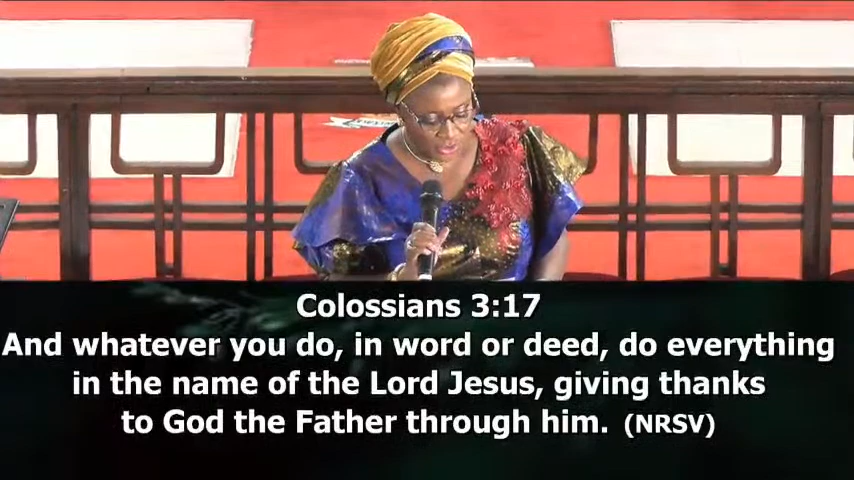 Colossians 3:17
And whatever you do, in word or deed, do everything
in the name of the Lord Jesus, giving thanks
to God the Father through him. (NRSV)